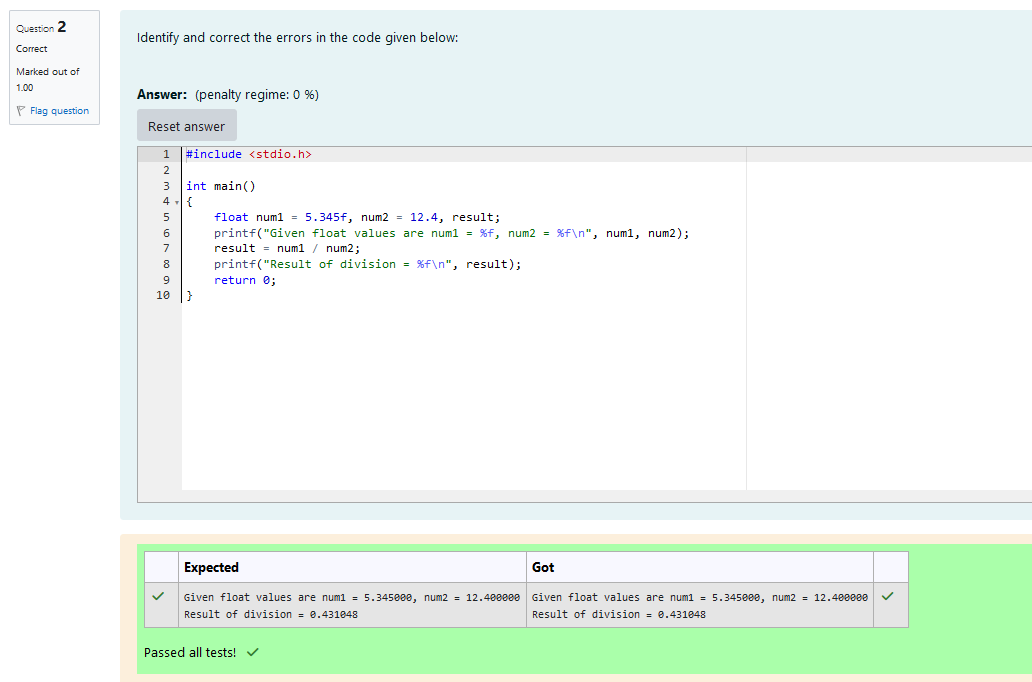 Question 2
Correct
Marked out of
1.00
Flag question
Identify and correct the errors in the code given below:
Answer: (penalty regime: 0 %)
Reset answer
1 #include <stdio.h>
2
3 int main()
4 {
5     float num1 = 5.345f, num2 = 12.4, result;
6     printf("Given float values are num1 = %f, num2 = %f\n", num1, num2);
7     result = num1 / num2;
8     printf("Result of division = %f\n", result);
9     return 0;
10 }
Expected Got
Given float values are num1 = 5.345000, num2 = 12.400000 Given float values are num1 = 5.345000, num2 = 12.400000
Result of division = 0.431048 Result of division = 0.431048
Passed all tests!